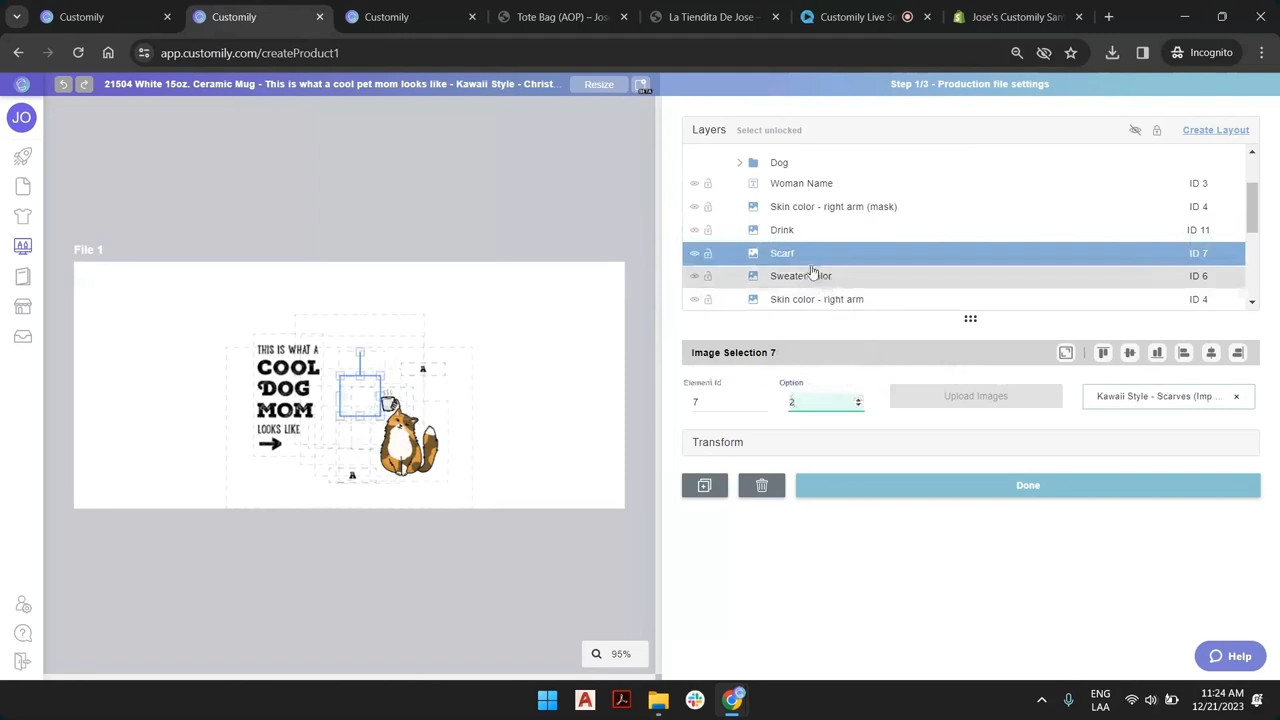 Customily
Customily
Customily
Tote Bag (AOP) – Jos
La Tiendita De Jose –
Customily Live S
Jose's Customily Sam
app.customily.com/createProduct1
Incognito
21504 White 15oz. Ceramic Mug - This is what a cool pet mom looks like - Kawaii Style - Christ...
Resize
BETA
Step 1/3 - Production file settings
JO
Layers
Select unlocked
Create Layout
Dog
Woman Name
ID 3
Skin color - right arm (mask)
ID 4
Drink
ID 11
Scarf
ID 7
ID 6
Skin color - right arm
ID 4
File 1
THIS IS WHAT A
COOL
DOG
MOM
LOOKS LIKE
A
A
Image Selection 7
Element Id
Option
7
2
Upload Images
Kawaii Style - Scarves (Imp ...
Transform
Done
95%
Help
ENG
LAA
11:24 AM
12/21/2023